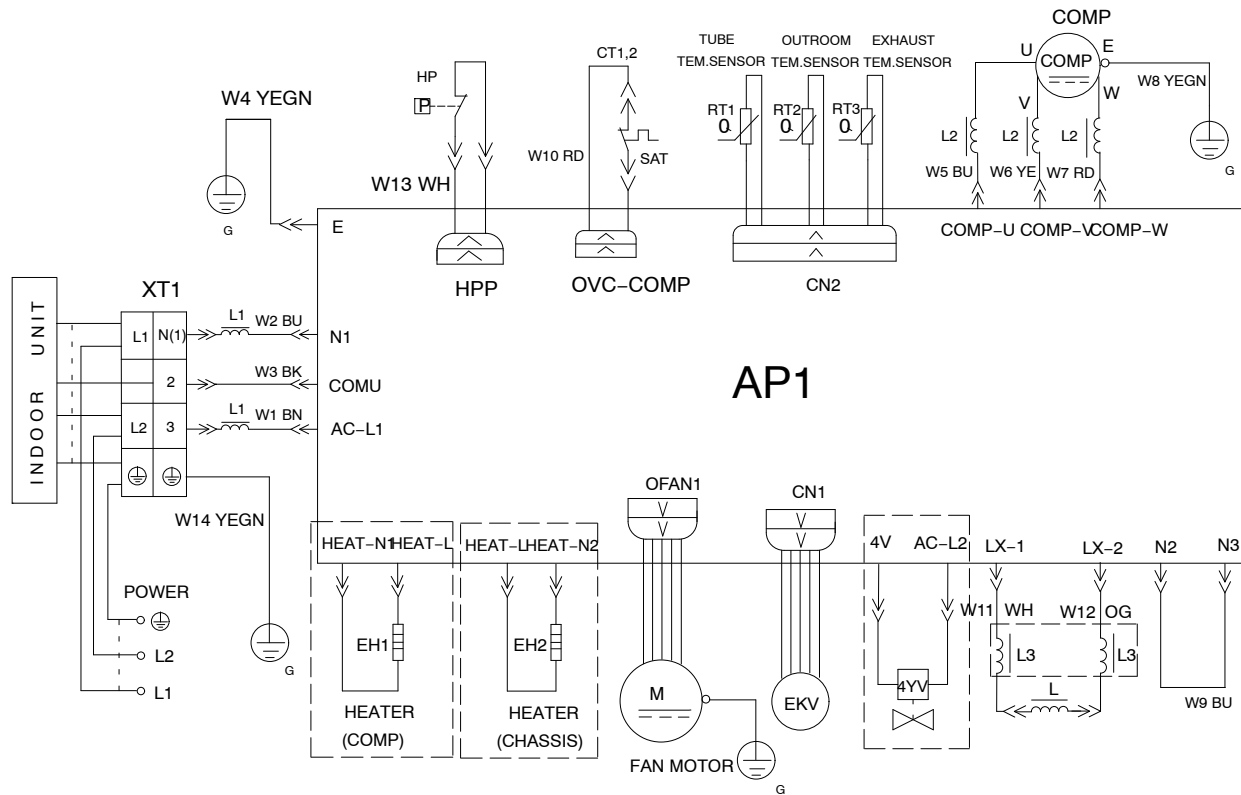 COMP
TUBE
TEM.SENSOR
OUTROOM
TEM.SENSOR
EXHAUST
TEM.SENSOR
CT1,2
HP
P
U
COMP
E
V
W
W8 YEGN
G
W4 YEGN
G
RT1
θ
RT2
θ
RT3
θ
L2
L2
L2
W10 RD
SAT
W5 BU
W6 YE
W7 RD
W13 WH
E
HPP
OVC-COMP
CN2
COMP-U
COMP-V
COMP-W
XT1
INDOOR UNIT
L1
N(1)
L1
W2 BU
N1
2
W3 BK
COMU
L2
3
L1
W1 BN
AC-L1
AP1
W14 YEGN
G
OFAN1
CN1
HEAT-N1
HEAT-L
HEAT-L
HEAT-N2
4V
AC-L2
LX-1
LX-2
N2
N3
POWER
L2
L1
EH1
EH2
W11 WH
W12 OG
L3
L3
L
W9 BU
M
EKV
4YV
HEATER
(COMP)
HEATER
(CHASSIS)
FAN MOTOR
G